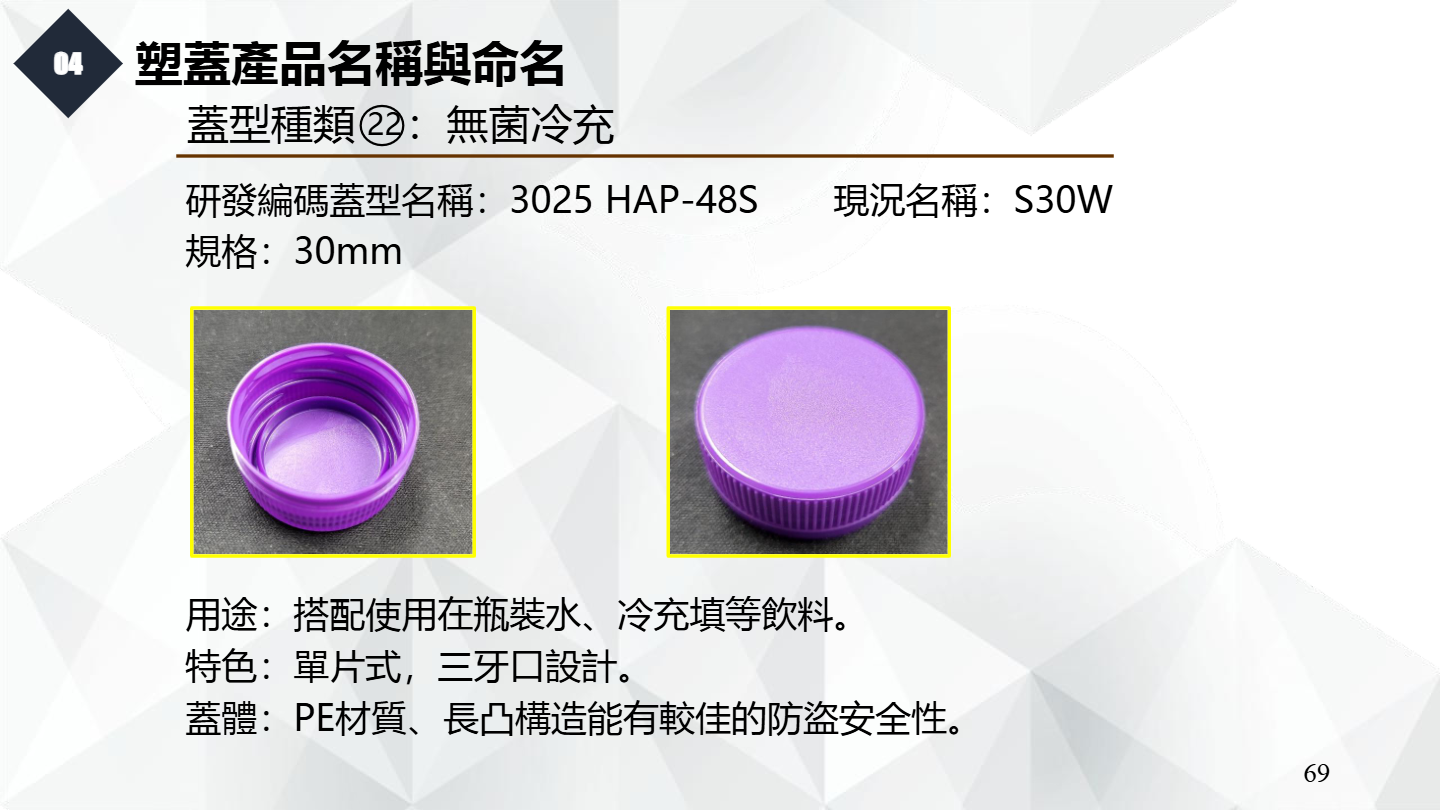 04
塑蓋產品名稱與命名
蓋型種類㉒：無菌冷充
研發編碼蓋型名稱：3025 HAP-48S 現況名稱：S30W
規格：30mm
用途：搭配使用在瓶裝水、冷充填等飲料。
特色：單片式，三牙口設計。
蓋體：PE材質、長凸構造能有較佳的防盜安全性。
69